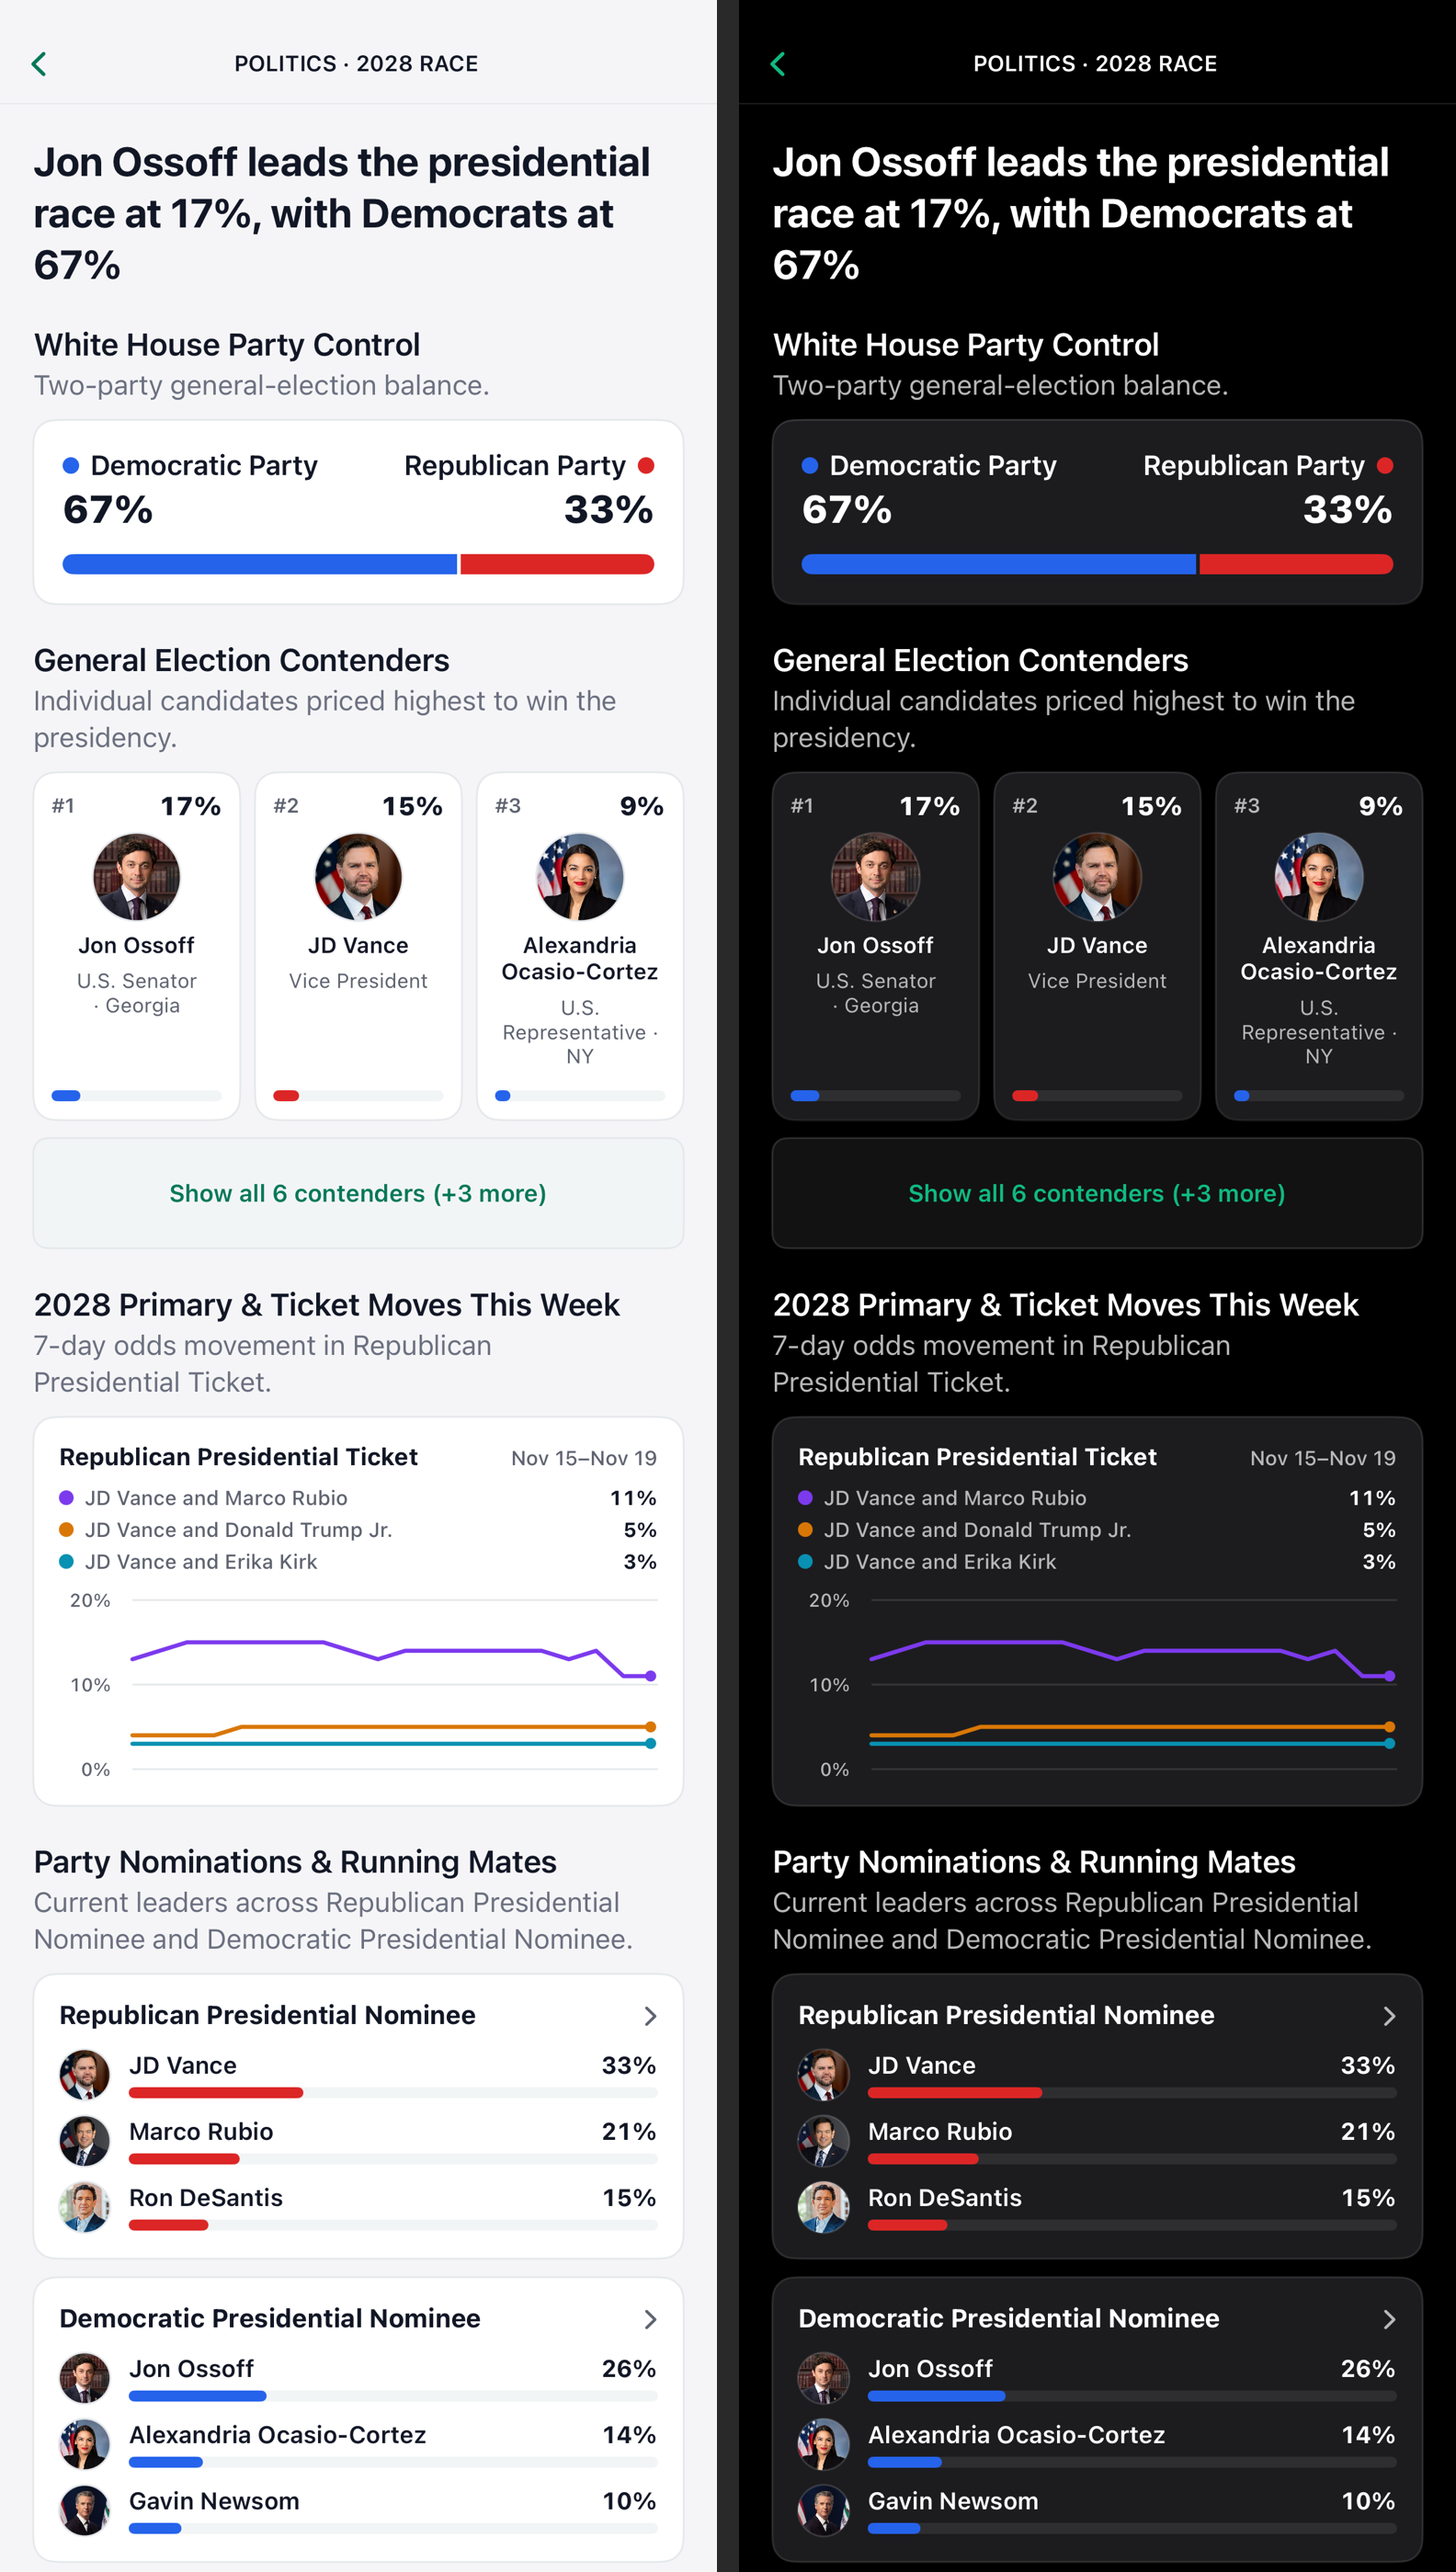 POLITICS · 2028 RACE
Jon Ossoff leads the presidential
race at 17%, with Democrats at
67%
White House Party Control
Two-party general-election balance.
Democratic Party
Republican Party
67%
33%
General Election Contenders
Individual candidates priced highest to win the
presidency.
#1
17%
Jon Ossoff
U.S. Senator
· Georgia
#2
15%
JD Vance
Vice President
#3
9%
Alexandria
Ocasio-Cortez
U.S.
Representative ·
NY
Show all 6 contenders (+3 more)
2028 Primary & Ticket Moves This Week
7-day odds movement in Republican
Presidential Ticket.
Republican Presidential Ticket
Nov 15–Nov 19
JD Vance and Marco Rubio
11%
JD Vance and Donald Trump Jr.
5%
JD Vance and Erika Kirk
3%
20%
10%
0%
Party Nominations & Running Mates
Current leaders across Republican Presidential
Nominee and Democratic Presidential Nominee.
Republican Presidential Nominee
JD Vance
33%
Marco Rubio
21%
Ron DeSantis
15%
Democratic Presidential Nominee
Jon Ossoff
26%
Alexandria Ocasio-Cortez
14%
Gavin Newsom
10%
POLITICS · 2028 RACE
Jon Ossoff leads the presidential
race at 17%, with Democrats at
67%
White House Party Control
Two-party general-election balance.
Democratic Party
Republican Party
67%
33%
General Election Contenders
Individual candidates priced highest to win the
presidency.
#1
17%
Jon Ossoff
U.S. Senator
· Georgia
#2
15%
JD Vance
Vice President
#3
9%
Alexandria
Ocasio-Cortez
U.S.
Representative ·
NY
Show all 6 contenders (+3 more)
2028 Primary & Ticket Moves This Week
7-day odds movement in Republican
Presidential Ticket.
Republican Presidential Ticket
Nov 15–Nov 19
JD Vance and Marco Rubio
11%
JD Vance and Donald Trump Jr.
5%
JD Vance and Erika Kirk
3%
20%
10%
0%
Party Nominations & Running Mates
Current leaders across Republican Presidential
Nominee and Democratic Presidential Nominee.
Republican Presidential Nominee
JD Vance
33%
Marco Rubio
21%
Ron DeSantis
15%
Democratic Presidential Nominee
Jon Ossoff
26%
Alexandria Ocasio-Cortez
14%
Gavin Newsom
10%